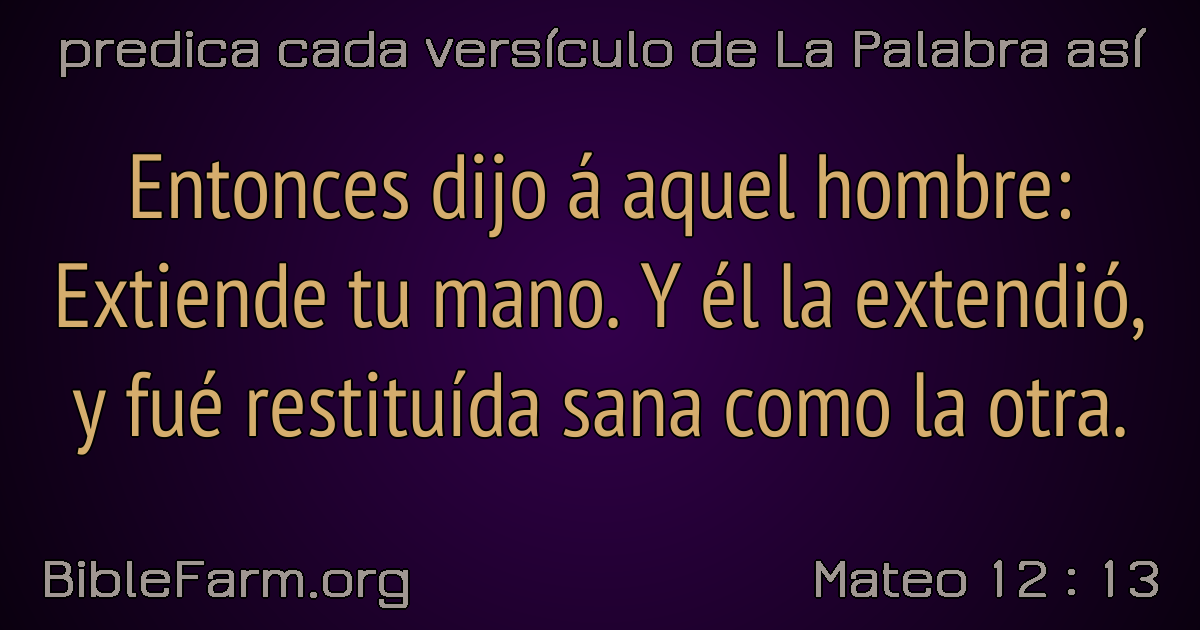 predica cada versículo de La Palabra así
Entonces dijo á aquel hombre:
Extiende tu mano. Y él la extendió,
y fué restituída sana como la otra.
BibleFarm.org
Mateo 12 : 13